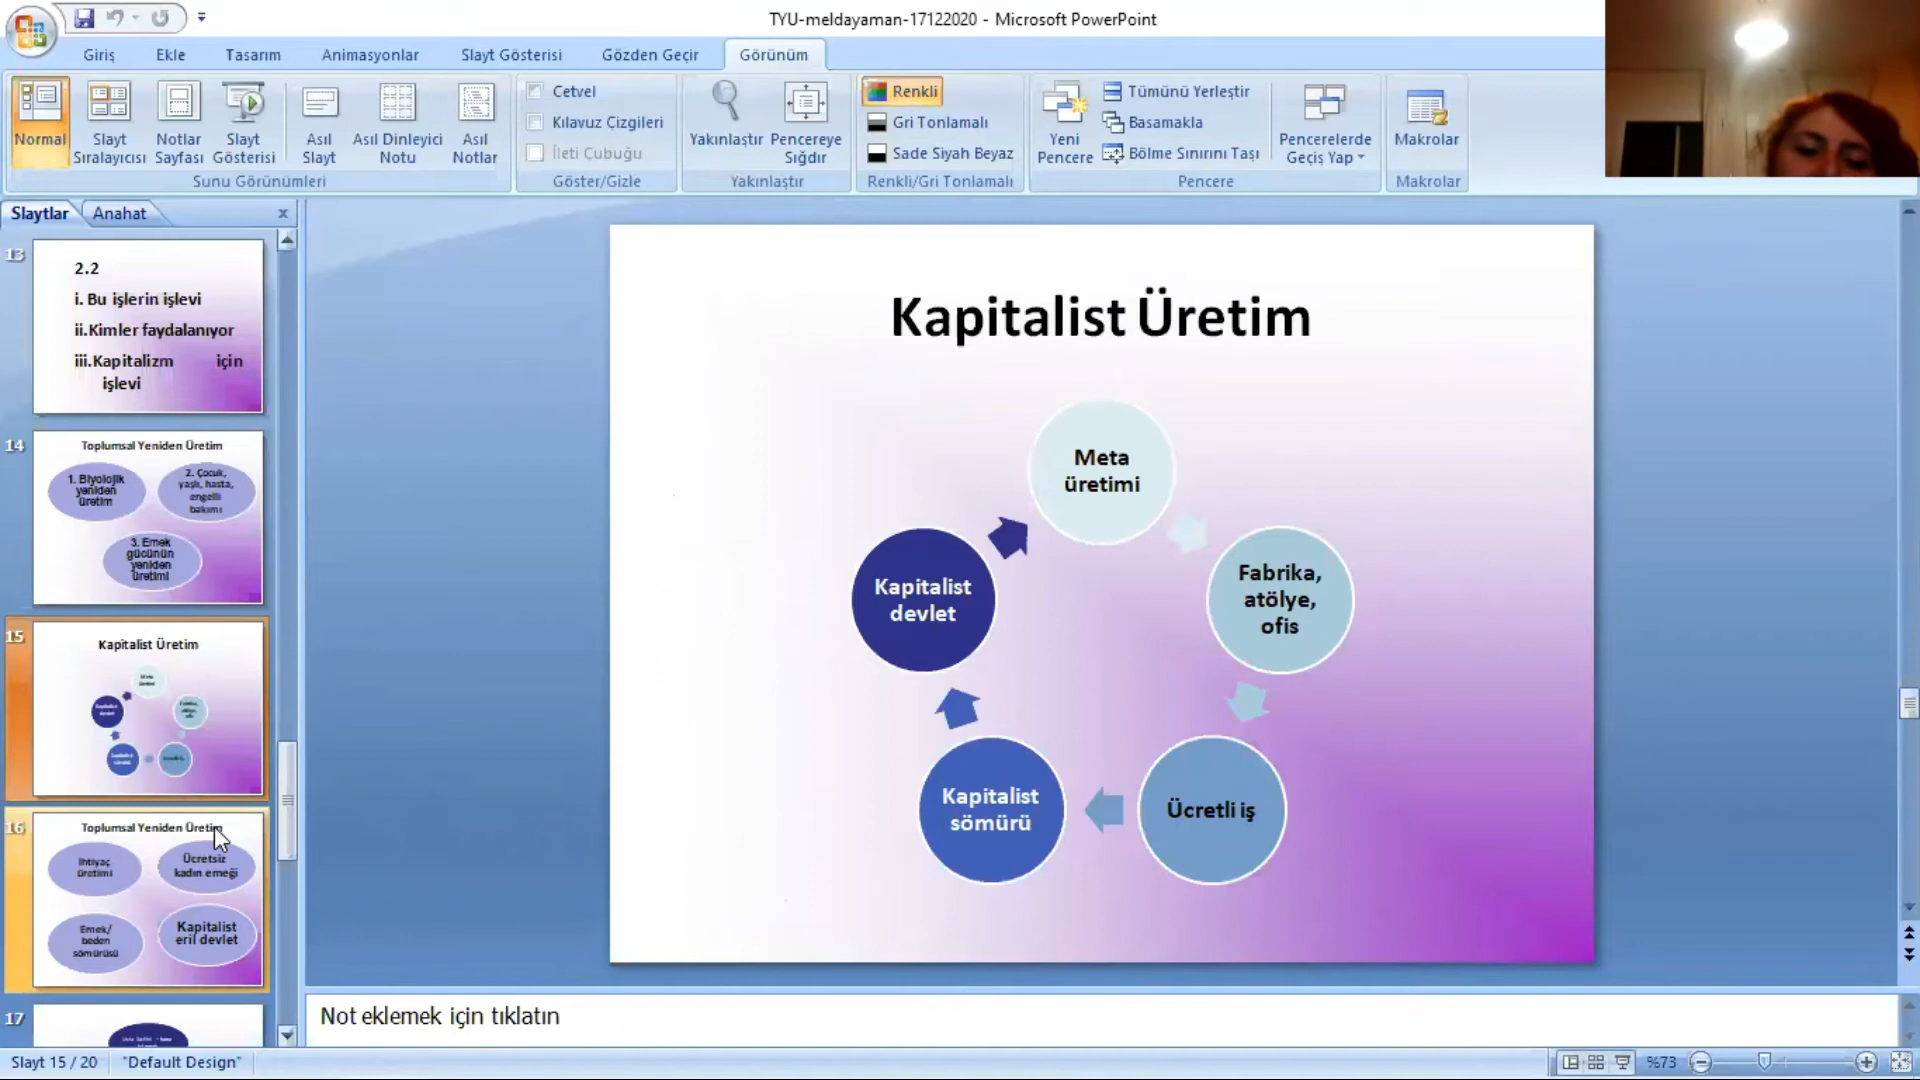 TYU-meldayaman-17122020 - Microsoft PowerPoint
Giriş Ekle Tasarım Animasyonlar Slayt Gösterisi Gözden Geçir Görünüm
Normal
Slayt
Sıralayıcısı
Notlar
Sayfası
Slayt
Gösterisi
Asıl
Slayt
Asıl Dinleyici
Notu
Asıl
Notlar
Sunu Görünümleri
Cetvel
Kılavuz Çizgileri
İleti Çubuğu
Göster/Gizle
Yakınlaştır
Pencereye
Sığdır
Yakınlaştır
Renkli
Gri Tonlamalı
Sade Siyah Beyaz
Renkli/Gri Tonlamalı
Yeni
Pencere
Tümünü Yerleştir
Basamakla
Bölme Sınırını Taşı
Pencerelerde
Geçiş Yap
Pencere
Makrolar
Makrolar
Slaytlar Anahat x
13
2.2
i. Bu işlerin işlevi
ii.Kimler faydalanıyor
iii.Kapitalizm için
işlevi
14
Toplumsal Yeniden Üretim
1. Biyolojik
yeniden
üretim
2. Çocuk,
yaşlı, hasta,
engelli
bakımı
3. Emek
gücünün
yeniden
üretimi
15
Kapitalist Üretim
16
Toplumsal Yeniden Üretim
İhtiyaç
üretimi
Ücretsiz
kadın emeği
Emek/
beden
sömürüsü
Kapitalist
eril devlet
17
Kapitalist Üretim
Meta
üretimi
Fabrika,
atölye,
ofis
Ücretli iş
Kapitalist
sömürü
Kapitalist
devlet
Not eklemek için tıklatın
Slayt 15 / 20 "Default Design" %73